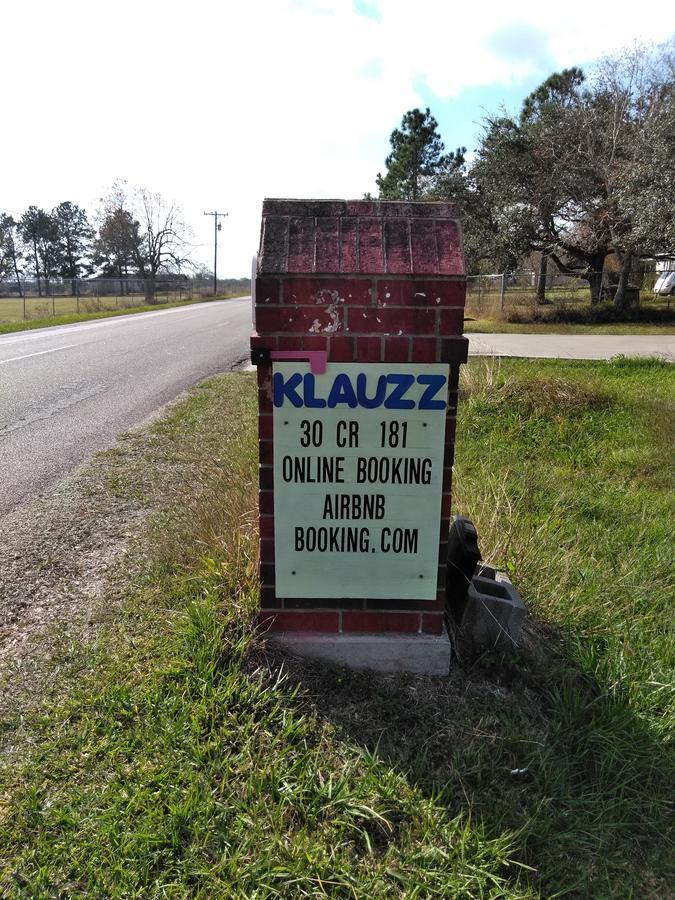 KLAUZZ
30 CR 181
ONLINE BOOKING
AIRBNB
BOOKING.COM